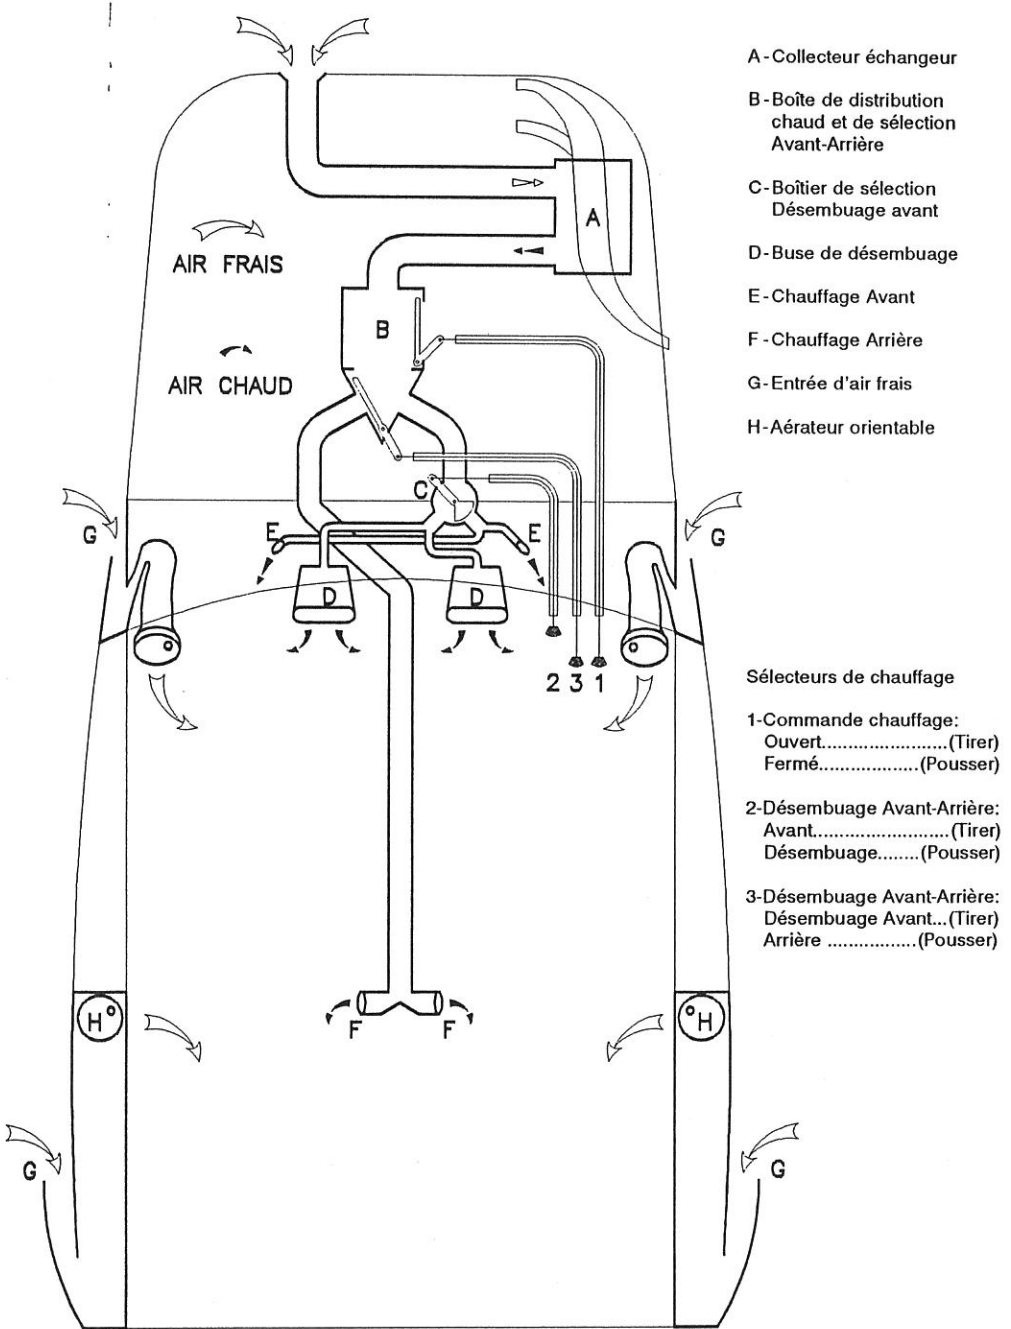 A-Collecteur échangeur
B-Boîte de distribution
chaud et de sélection
Avant-Arrière
C-Boîtier de sélection
Désembuage avant
D-Buse de désembuage
E-Chauffage Avant
F-Chauffage Arrière
G-Entrée d'air frais
H-Aérateur orientable
A
AIR FRAIS
B
AIR CHAUD
C
G
E
E
G
D
D
2 3 1
Sélecteurs de chauffage
1-Commande chauffage:
Ouvert........................(Tirer)
Fermé...................(Pousser)
2-Désembuage Avant-Arrière:
Avant..........................(Tirer)
Désembuage........(Pousser)
3-Désembuage Avant-Arrière:
Désembuage Avant...(Tirer)
Arrière .................(Pousser)
H
F
F
H
G
G